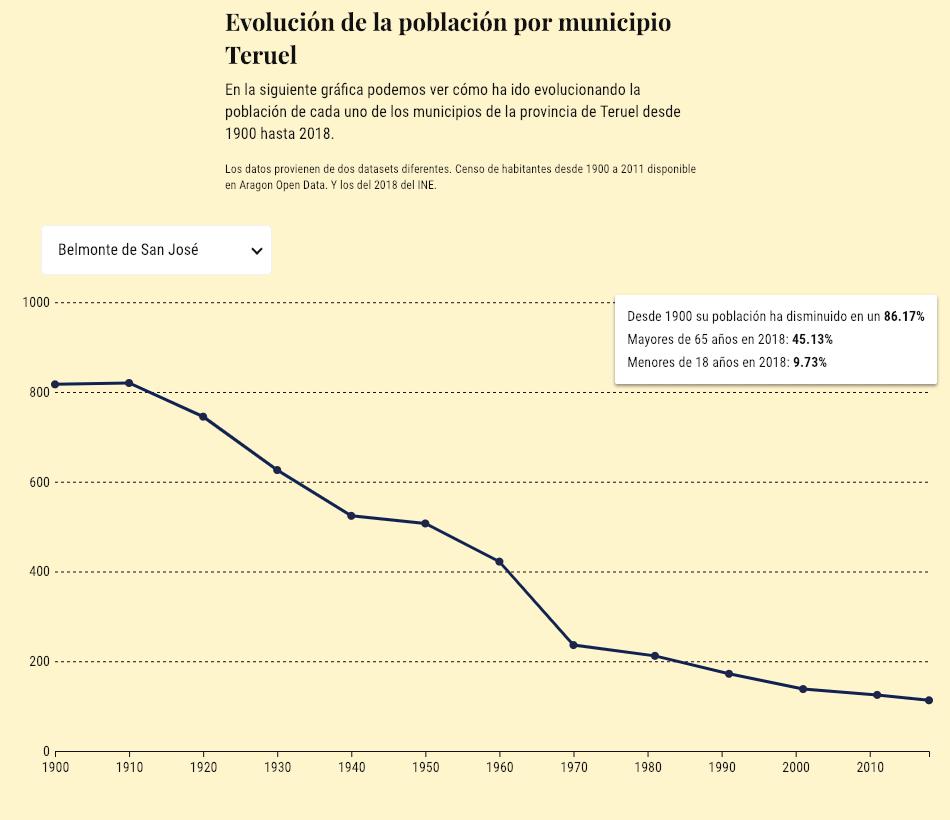 Evolución de la población por municipio
Teruel
En la siguiente gráfica podemos ver cómo ha ido evolucionando la
población de cada uno de los municipios de la provincia de Teruel desde
1900 hasta 2018.
Los datos provienen de dos datasets diferentes. Censo de habitantes desde 1900 a 2011 disponible
en Aragon Open Data. Y los del 2018 del INE.
Belmonte de San José
1000
Desde 1900 su población ha disminuido en un 86.17%
Mayores de 65 años en 2018: 45.13%
Menores de 18 años en 2018: 9.73%
800
600
400
200
0
1900 1910 1920 1930 1940 1950 1960 1970 1980 1990 2000 2010